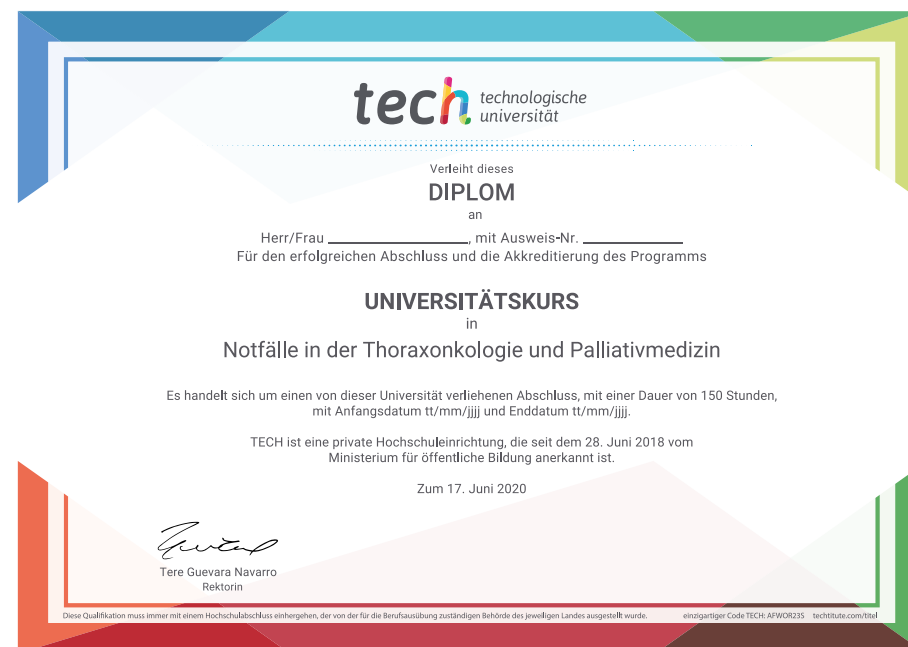 tech technologische
universität
Verleiht dieses
DIPLOM
an
Herr/Frau ____________________, mit Ausweis-Nr. ______________
Für den erfolgreichen Abschluss und die Akkreditierung des Programms
UNIVERSITÄTSKURS
in
Notfälle in der Thoraxonkologie und Palliativmedizin
Es handelt sich um einen von dieser Universität verliehenen Abschluss, mit einer Dauer von 150 Stunden,
mit Anfangsdatum tt/mm/jjjj und Enddatum tt/mm/jjjj.
TECH ist eine private Hochschuleinrichtung, die seit dem 28. Juni 2018 vom
Ministerium für öffentliche Bildung anerkannt ist.
Zum 17. Juni 2020
Tere Guevara Navarro
Rektorin
Diese Qualifikation muss immer mit einem Hochschulabschluss einhergehen, der von der für die Berufsausübung zuständigen Behörde des jeweiligen Landes ausgestellt wurde. einzigartiger Code TECH: AFWOR23S techtitute.com/titel